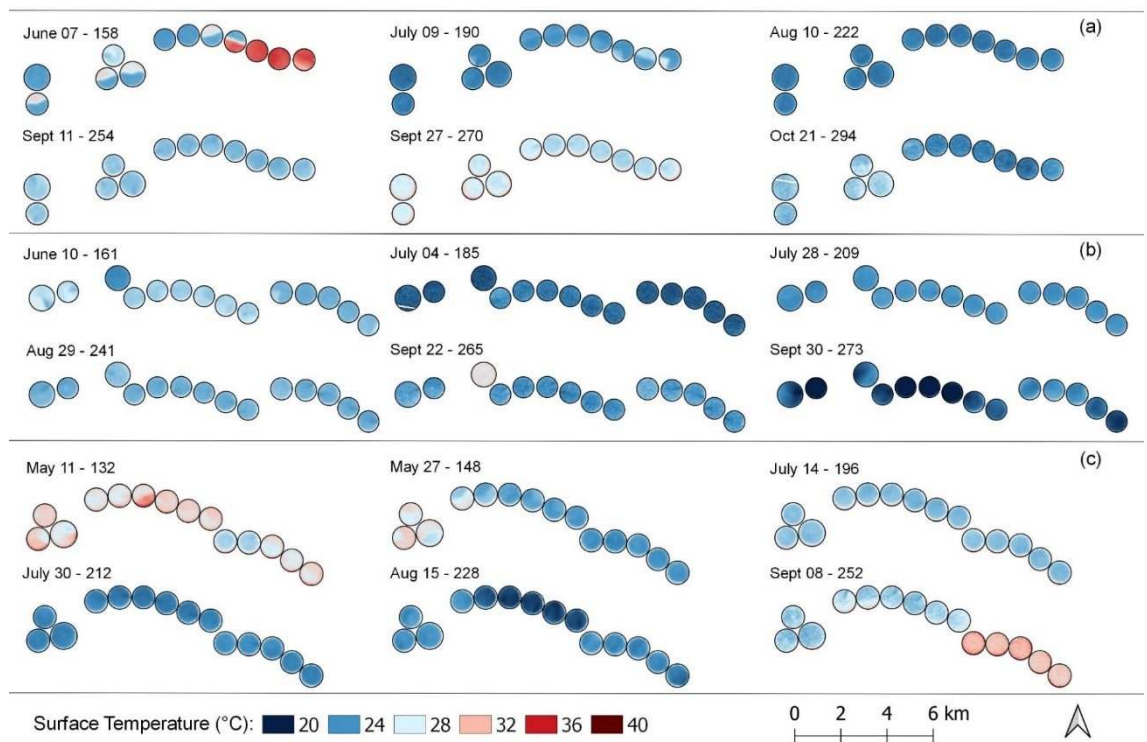 June 07 - 158
July 09 - 190
Aug 10 - 222
(a)
Sept 11 - 254
Sept 27 - 270
Oct 21 - 294
June 10 - 161
July 04 - 185
July 28 - 209
(b)
Aug 29 - 241
Sept 22 - 265
Sept 30 - 273
May 11 - 132
May 27 - 148
July 14 - 196
(c)
July 30 - 212
Aug 15 - 228
Sept 08 - 252
Surface Temperature (°C): 20 24 28 32 36 40
0 2 4 6 km